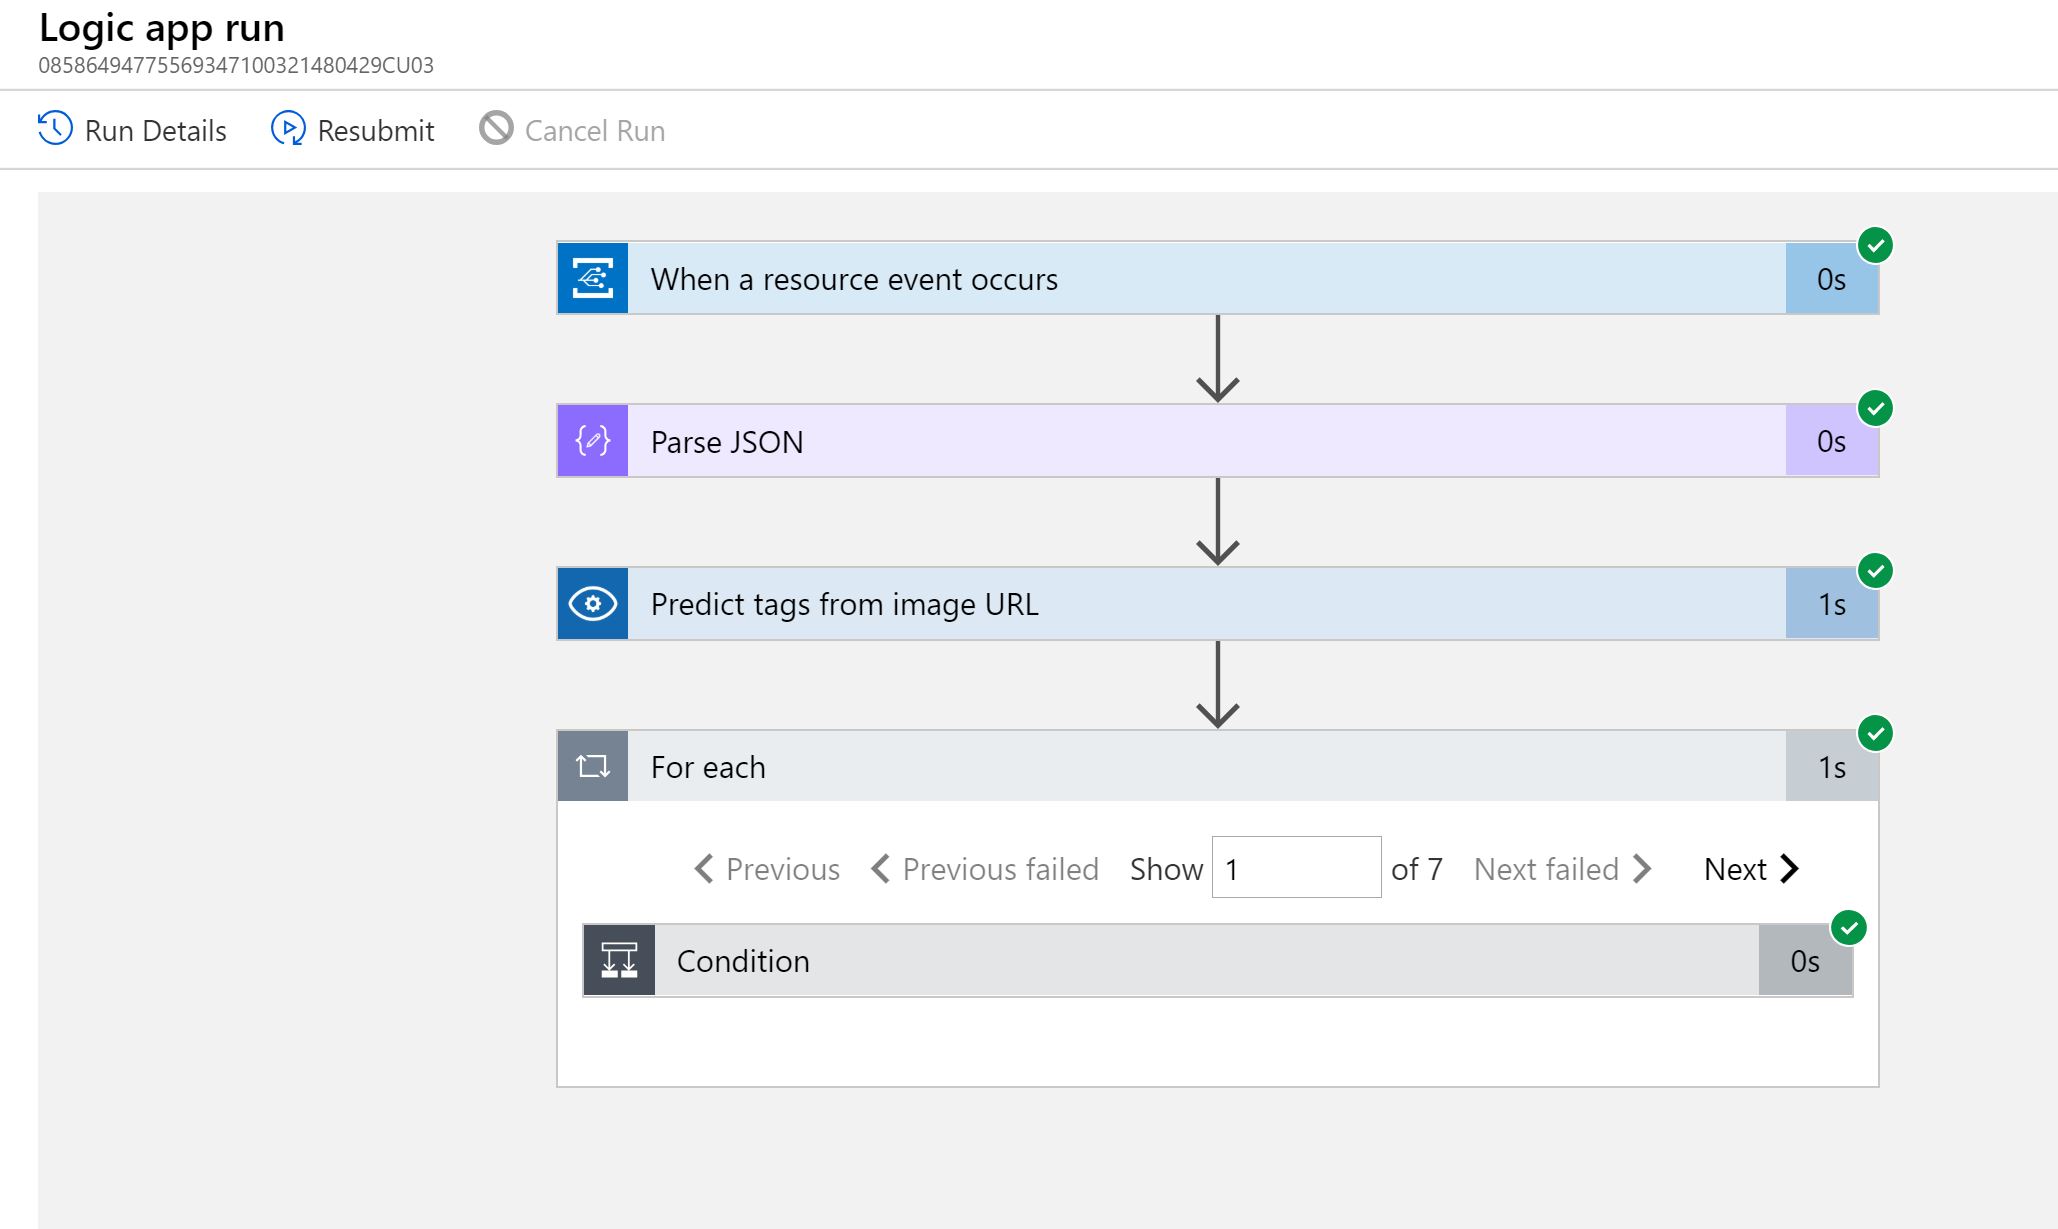 Logic app run
08586494775569347100321480429CU03
Run Details Resubmit Cancel Run
When a resource event occurs 0s
Parse JSON 0s
Predict tags from image URL 1s
For each 1s
Previous Previous failed Show 1 of 7 Next failed Next
Condition 0s